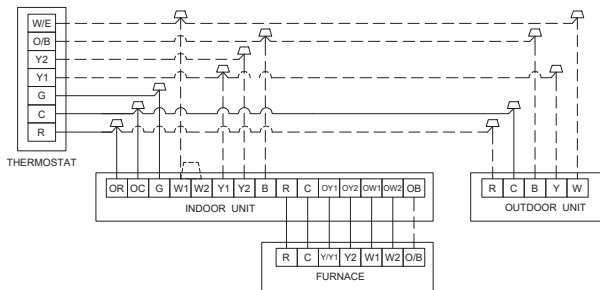 W/E
O/B
Y2
Y1
G
C
R
THERMOSTAT
OR OC G W1 W2 Y1 Y2 B R C OY1 OY2 OW1 OW2 OB
INDOOR UNIT
R C B Y W
OUTDOOR UNIT
R C Y/Y1 Y2 W1 W2 O/B
FURNACE